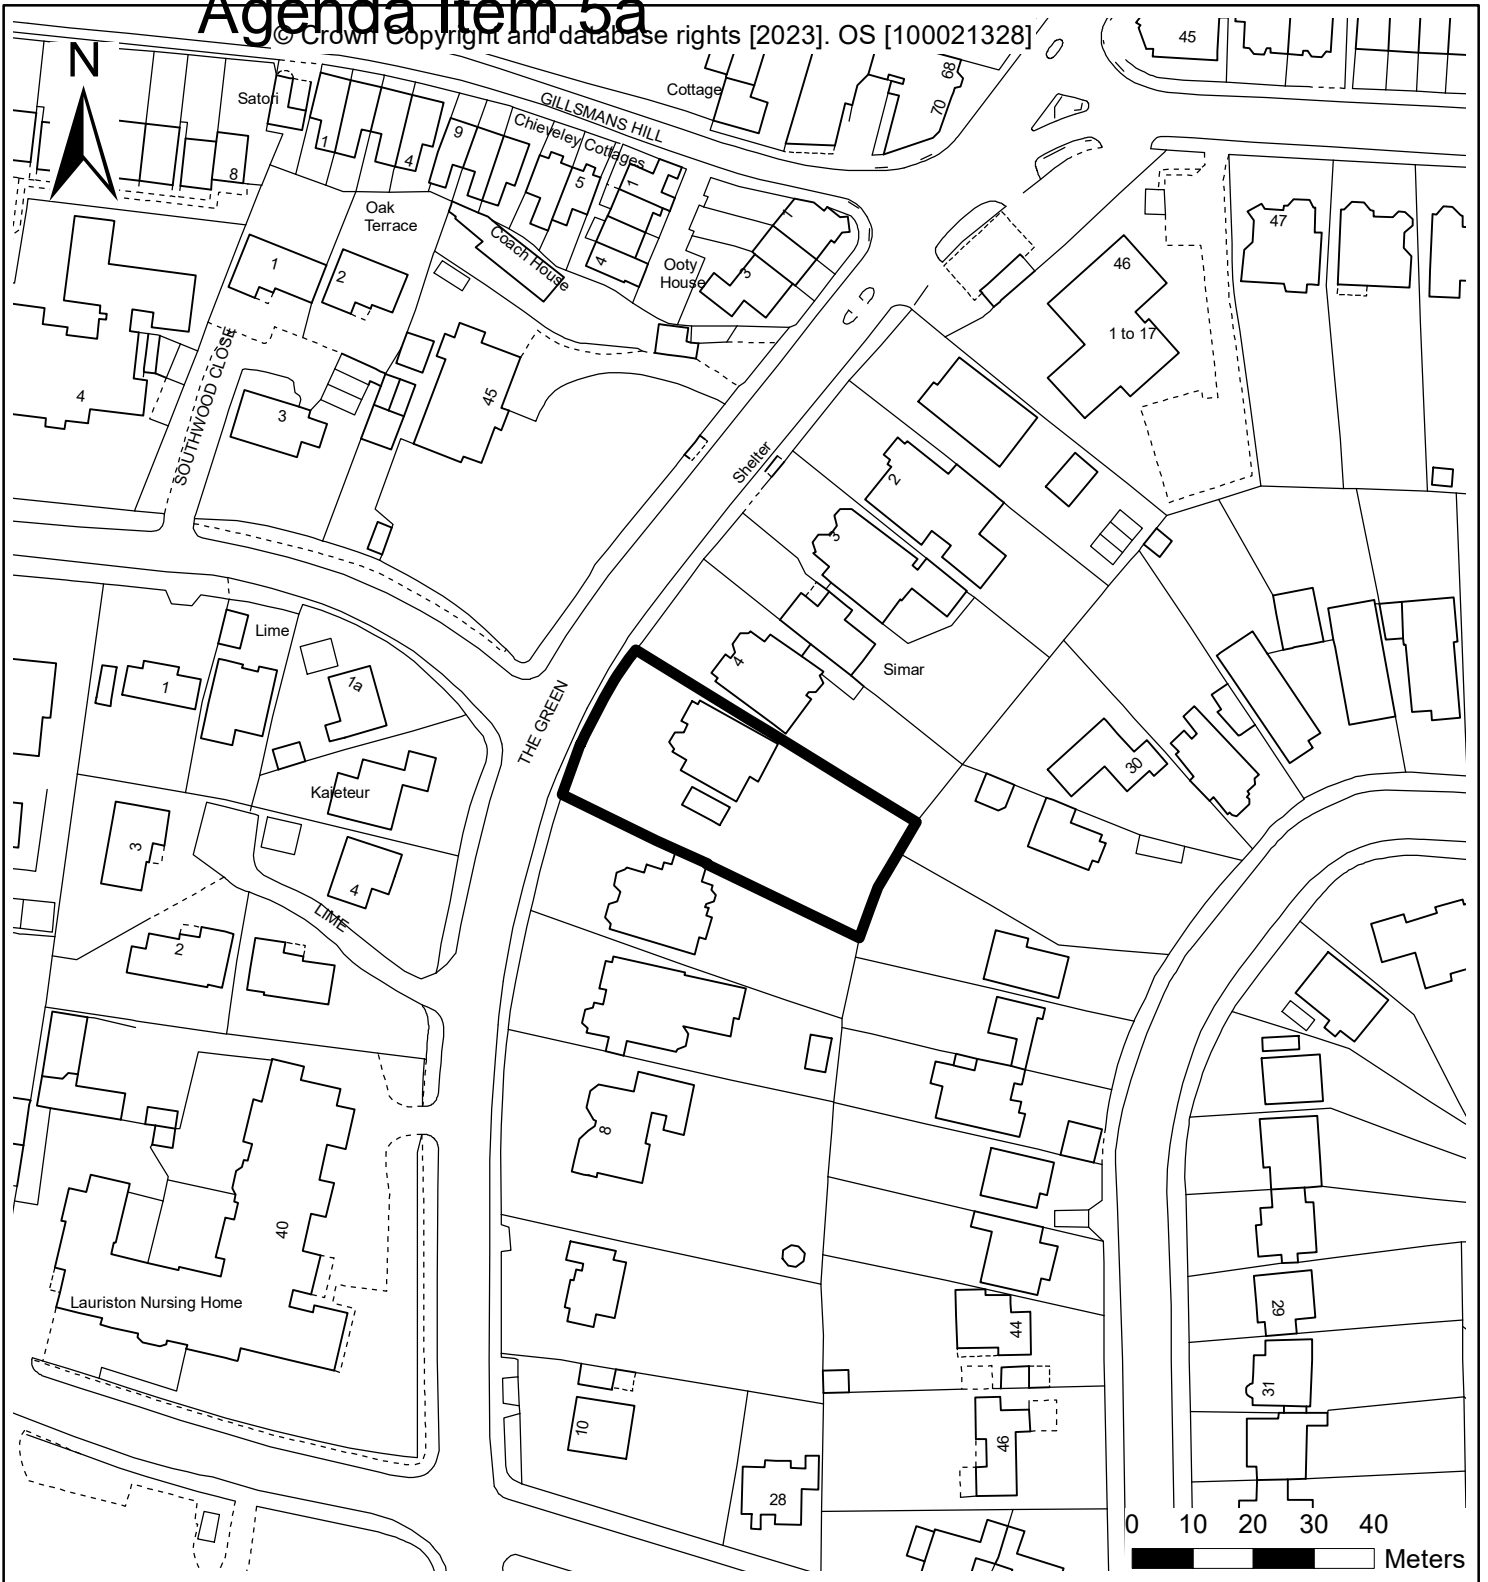 Agenda Item 5a
© Crown Copyright and database rights [2023]. OS [100021328]
N
45
Cottage
68
70
Satori
GILLSMANS HILL
Chieveley Cottages
1
4
9
5
1
8
Oak
Terrace
Coach House
4
Ooty
House
1
3
47
46
1 to 17
1
2
SOUTHWOOD CLOSE
4
3
45
Shelter
2
3
Lime
1
1a
4
Simar
THE GREEN
Kaieteur
30
3
4
LIME
2
8
40
Lauriston Nursing Home
44
29
31
10
46
28
0 10 20 30 40
Meters